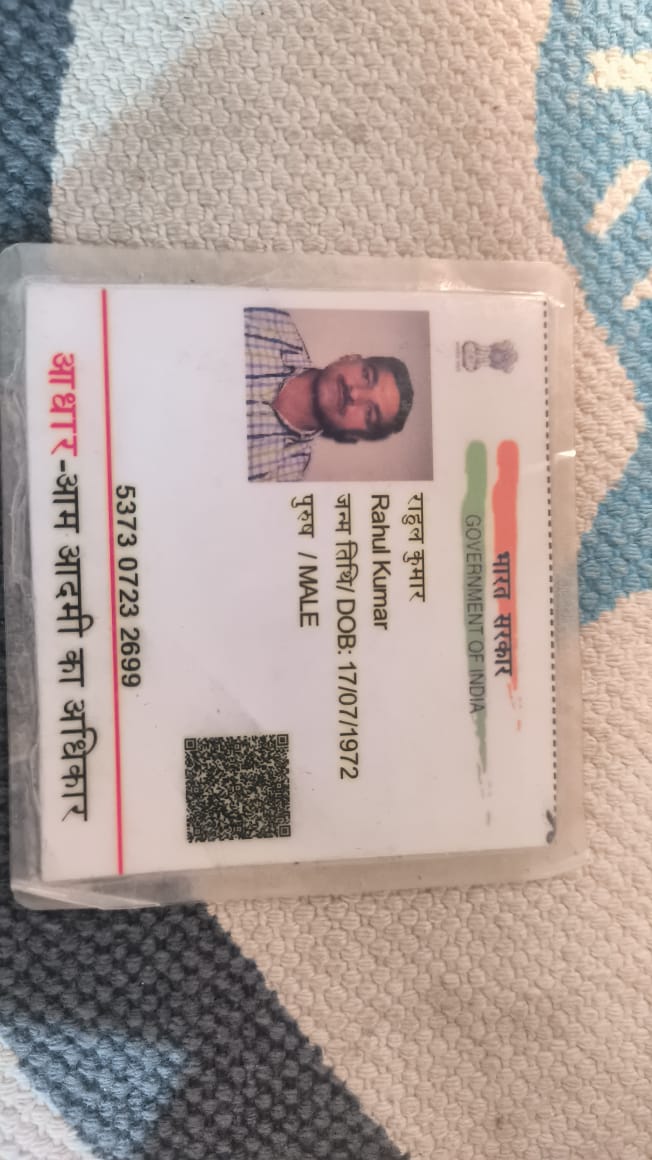 भारत सरकार
GOVERNMENT OF INDIA
राहुल कुमार
Rahul Kumar
जन्म तिथि/ DOB: 17/07/1972
पुरुष / MALE
5373 0723 2699
आधार-आम आदमी का अधिकार